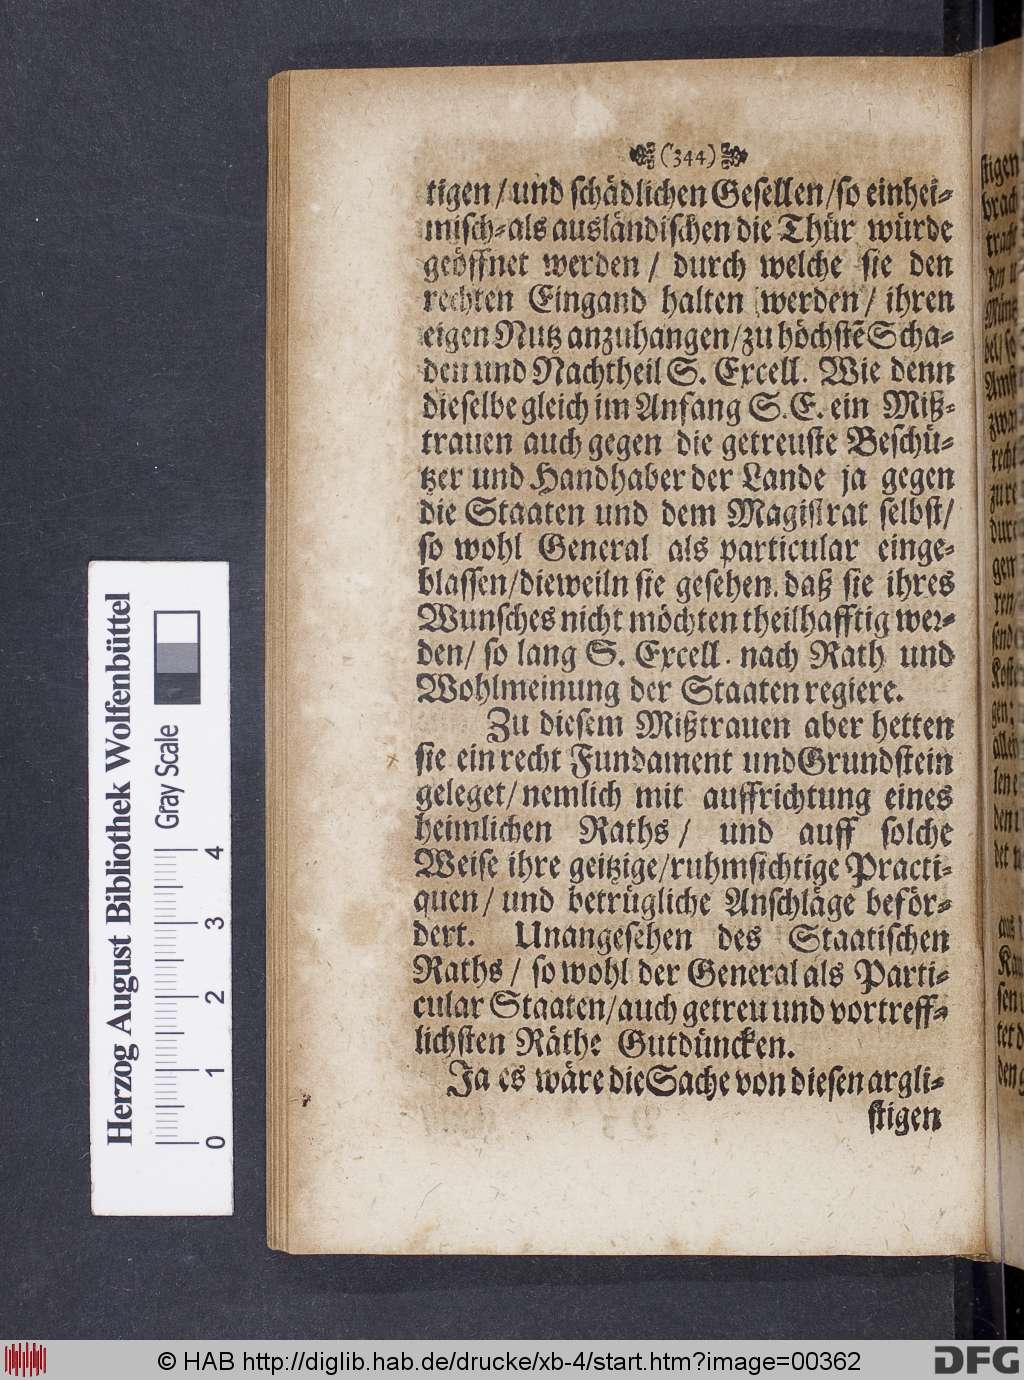 (344)
tigen/und schädlichen Gesellen/so einhei-
misch-als ausländischen die Thür würde
geöffnet werden/ durch welche sie den
rechten Eingand halten werden/ ihren
eigen Nutz anzuhangen/zu höchstẽ Scha-
den und Nachtheil S. Excell. Wie denn
dieselbe gleich im Anfang S.E. ein Miß-
trauen auch gegen die getreuste Beschü-
tzer und Handhaber der Lande ja gegen
die Staaten und dem Magistrat selbst/
so wohl General als particular einge-
blassen/dieweiln sie gesehen. daß sie ihres
Wunsches nicht möchten theilhafftig wer-
den/ so lang S. Excell. nach Rath und
Wohlmeinung der Staaten regiere.
Zu diesem Mißtrauen aber hetten
sie ein recht Fundament und Grundstein
geleget/nemlich mit auffrichtung eines
heimlichen Raths/ und auff solche
Weise ihre geitzige/ruhmsichtige Practi-
quen/ und betrügliche Anschläge beför-
dert. Unangesehen des Staatischen
Raths/ so wohl der General als Parti-
cular Staaten/auch getreu und vortreff-
lichsten Räthe Gutdüncken.
Ja es wäre die Sache von diesen argli-
stigen
Herzog August Bibliothek Wolfenbüttel
Gray Scale
0 1 2 3 4
© HAB http://diglib.hab.de/drucke/xb-4/start.htm?image=00362
DFG